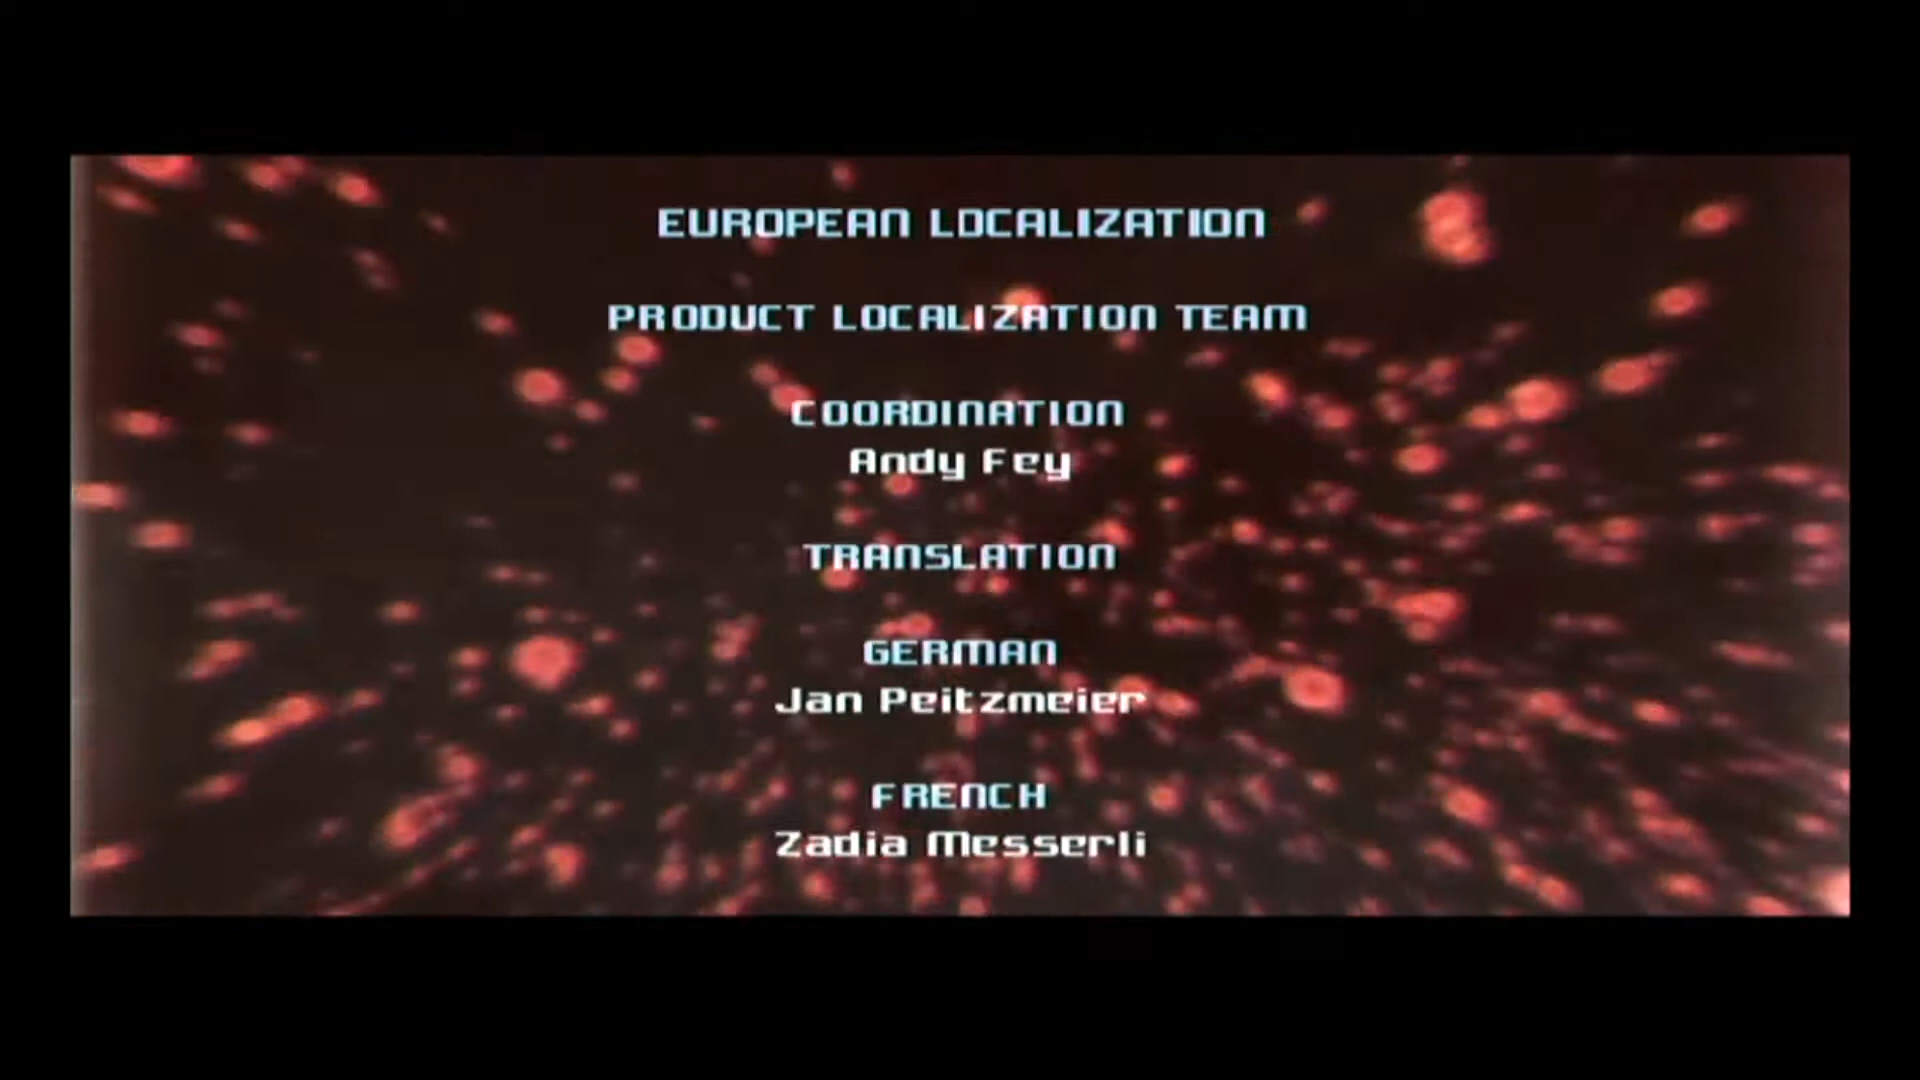 EUROPEAN LOCALIZATION
PRODUCT LOCALIZATION TEAM
COORDINATION
Andy Fey
TRANSLATION
GERMAN
Jan Peitzmeier
FRENCH
Zadia Messerli